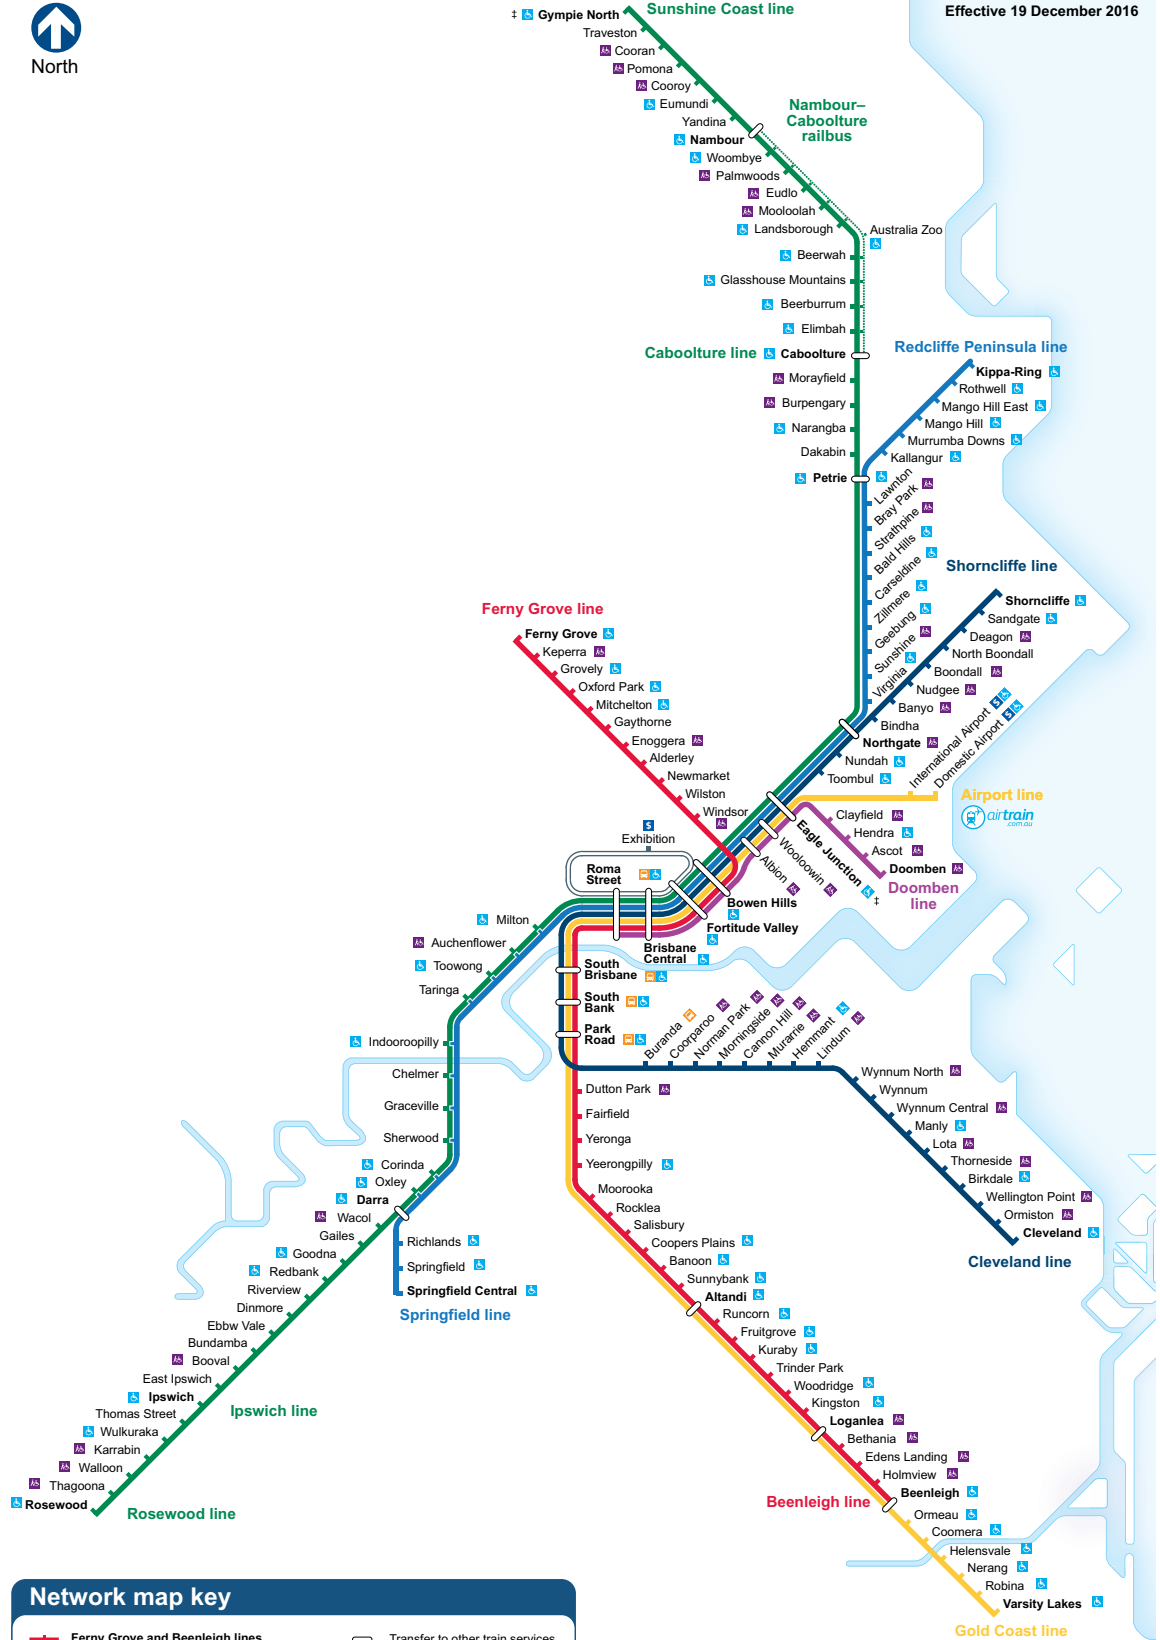 Effective 19 December 2016
North
Sunshine Coast line
‡ Gympie North
Traveston
Cooran
Pomona
Cooroy
Eumundi
Yandina
Nambour
Woombye
Palmwoods
Eudlo
Mooloolah
Landsborough
Nambour–
Caboolture
railbus
Australia Zoo
Beerwah
Glasshouse Mountains
Beerburrum
Elimbah
Caboolture line
Caboolture
Morayfield
Burpengary
Narangba
Dakabin
Petrie
Redcliffe Peninsula line
Kippa-Ring
Rothwell
Mango Hill East
Mango Hill
Murrumba Downs
Kallangur
Lawnton
Bray Park
Strathpine
Bald Hills
Carseldine
Zillmere
Geebung
Sunshine
Virginia
Shorncliffe line
Shorncliffe
Sandgate
Deagon
North Boondall
Boondall
Nudgee
Banyo
Bindha
Northgate
Nundah
Toombul
International Airport
$
Domestic Airport
$
Airport line
airtrain
.com.au
Ferny Grove line
Ferny Grove
Keperra
Grovely
Oxford Park
Mitchelton
Gaythorne
Enoggera
Alderley
Newmarket
Wilston
Windsor
Clayfield
Hendra
Ascot
Doomben
Doomben
line
Eagle Junction
‡
Wooloowin
Albion
Bowen Hills
Fortitude Valley
Brisbane
Central
$
Exhibition
Roma
Street
Milton
Auchenflower
Toowong
Taringa
Indooroopilly
Chelmer
Graceville
Sherwood
Corinda
Oxley
Darra
Wacol
Gailes
Goodna
Redbank
Riverview
Dinmore
Ebbw Vale
Bundamba
Booval
East Ipswich
Ipswich
Thomas Street
Wulkuraka
Karrabin
Walloon
Thagoona
Rosewood
Ipswich line
Rosewood line
Richlands
Springfield
Springfield Central
Springfield line
South
Brisbane
South
Bank
Park
Road
Buranda
Coorparoo
Norman Park
Morningside
Cannon Hill
Murarrie
Hemmant
Lindum
Wynnum North
Wynnum
Wynnum Central
Manly
Lota
Thorneside
Birkdale
Wellington Point
Ormiston
Cleveland
Cleveland line
Dutton Park
Fairfield
Yeronga
Yeerongpilly
Moorooka
Rocklea
Salisbury
Coopers Plains
Banoon
Sunnybank
Altandi
Runcorn
Fruitgrove
Kuraby
Trinder Park
Woodridge
Kingston
Loganlea
Bethania
Edens Landing
Holmview
Beenleigh
Beenleigh line
Ormeau
Coomera
Helensvale
Nerang
Robina
Varsity Lakes
Gold Coast line
Network map key
Ferny Grove and Beenleigh lines
Transfer to other train services